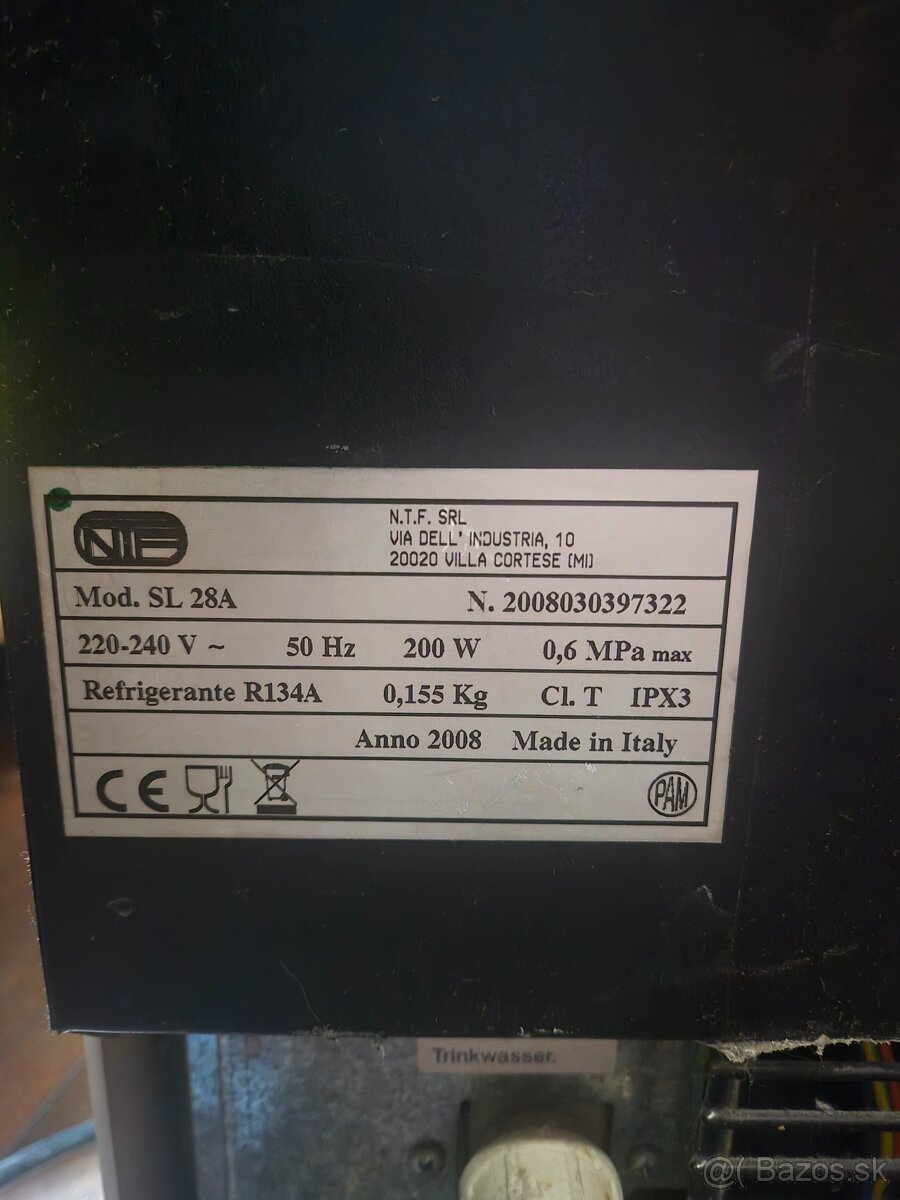 NTF
N.T.F. SRL
VIA DELL' INDUSTRIA, 10
20020 VILLA CORTESE (MI)
Mod. SL 28A N. 2008030397322
220-240 V ~ 50 Hz 200 W 0,6 MPa max
Refrigerante R134A 0,155 Kg Cl. T IPX3
Anno 2008 Made in Italy
CE PAM
Trinkwasser.
@( Bazos.sk